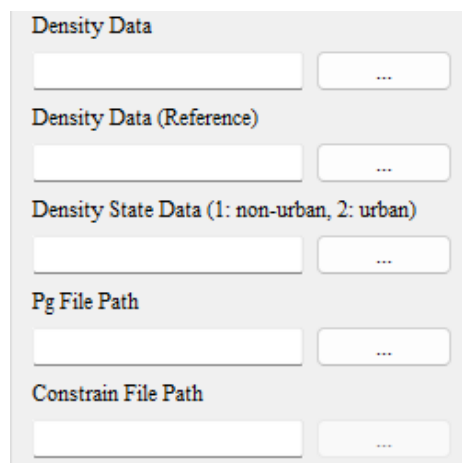 Density Data
...
Density Data (Reference)
...
Density State Data (1: non-urban, 2: urban)
...
Pg File Path
...
Constrain File Path
...